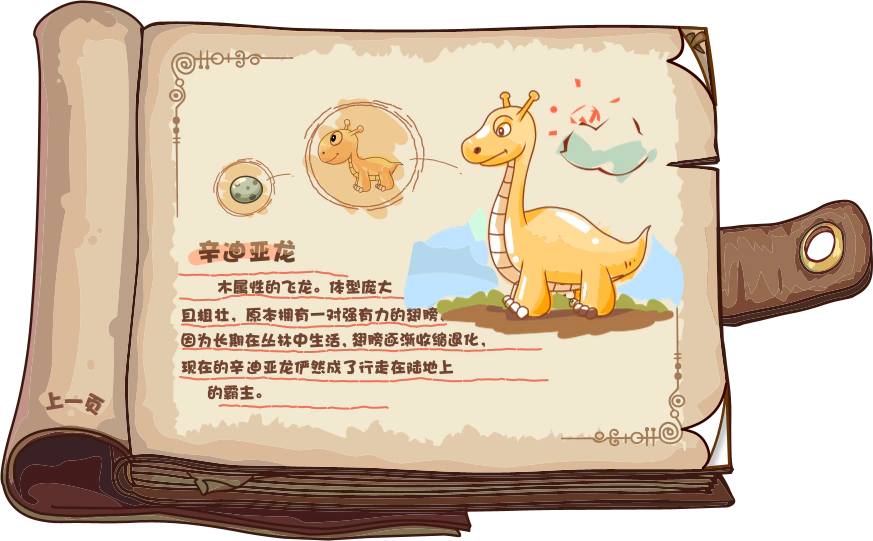 辛迪亚龙
木属性的飞龙。体型庞大
且粗壮，原本拥有一对强有力的翅膀，
因为长期在丛林中生活，翅膀逐渐收缩退化，
现在的辛迪亚龙俨然成了行走在陆地上
的霸主。
上一页